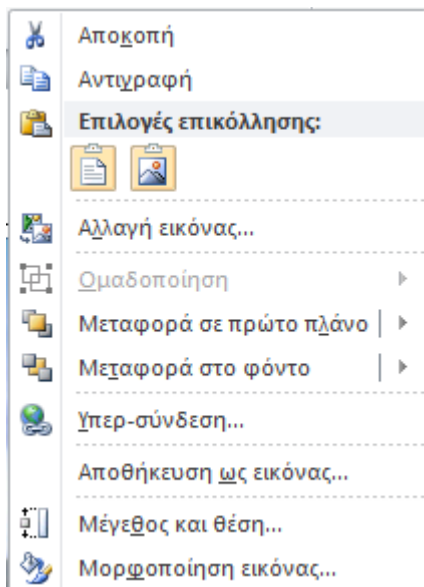 Αποκοπή
Αντιγραφή
Επιλογές επικόλλησης:
Αλλαγή εικόνας...
Ομαδοποίηση
Μεταφορά σε πρώτο πλάνο
Μεταφορά στο φόντο
Υπερ-σύνδεση...
Αποθήκευση ως εικόνας...
Μέγεθος και θέση...
Μορφοποίηση εικόνας...